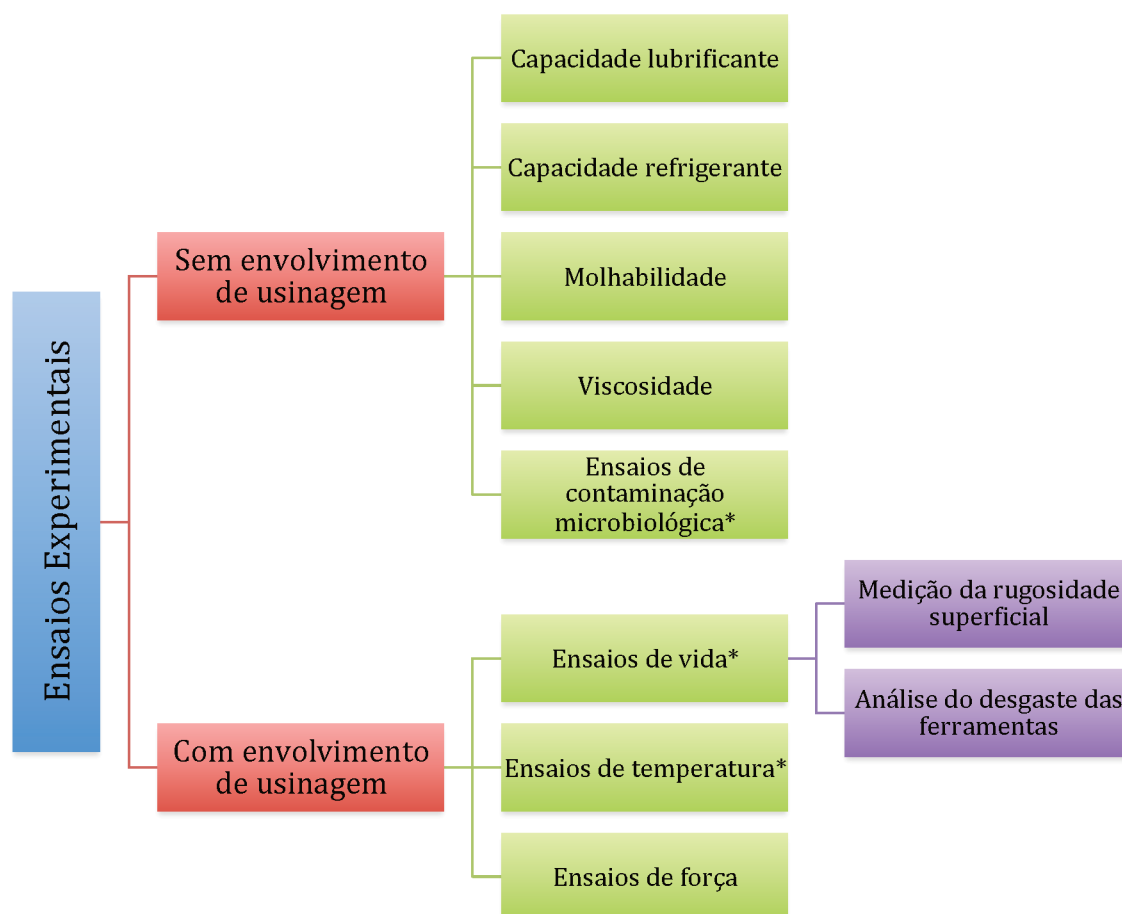 Ensaios Experimentais
Sem envolvimento
de usinagem
Capacidade lubrificante
Capacidade refrigerante
Molhabilidade
Viscosidade
Ensaios de
contaminação
microbiológica*
Com envolvimento
de usinagem
Ensaios de vida*
Medição da rugosidade
superficial
Análise do desgaste das
ferramentas
Ensaios de temperatura*
Ensaios de força